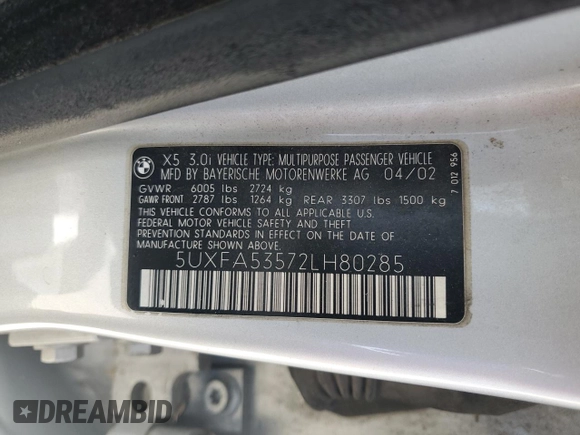 X5 3.0i VEHICLE TYPE: MULTIPURPOSE PASSENGER VEHICLE
MFD BY BAYERISCHE MOTORENWERKE AG 04/02
GVWR 6005 lbs 2724 kg
GAWR FRONT 2787 lbs 1264 kg REAR 3307 lbs 1500 kg
THIS VEHICLE CONFORMS TO ALL APPLICABLE U.S.
FEDERAL MOTOR VEHICLE SAFETY AND THEFT
PREVENTION STANDARDS IN EFFECT ON THE DATE
OF MANUFACTURE SHOWN ABOVE.
5UXFA53572LH80285
7 012 956
DREAMBID